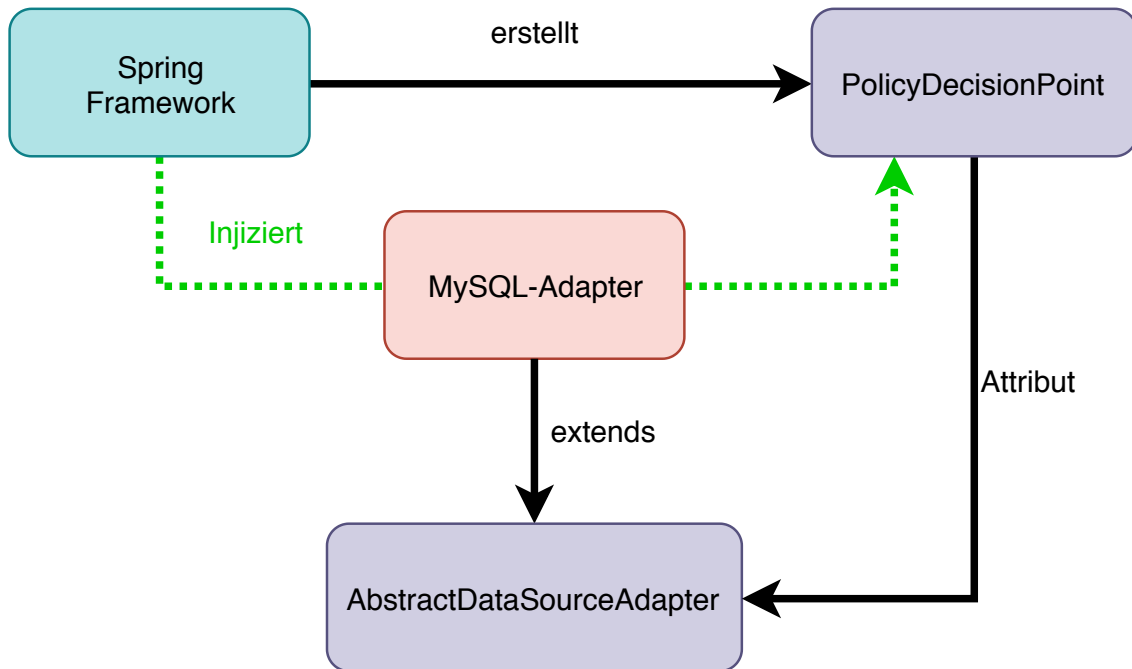 erstellt
Spring
Framework
PolicyDecisionPoint
Injiziert
MySQL-Adapter
Attribut
extends
AbstractDataSourceAdapter